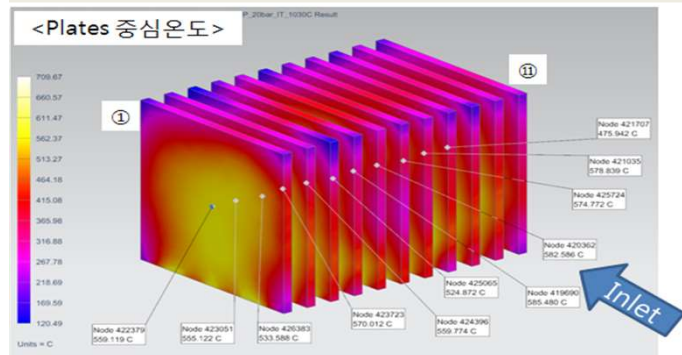 <Plates 중심온도>
P_20bar_IT_1030C Result
①
⑪
709.67
660.57
611.47
562.37
513.27
464.18
415.08
365.98
316.88
267.78
218.69
169.59
120.49
Units = C
Node 421707
475.942 C
Node 421035
578.839 C
Node 425724
574.772 C
Node 420362
582.586 C
Node 419690
585.480 C
Node 425065
524.872 C
Node 424396
559.774 C
Node 423723
570.012 C
Node 426383
533.588 C
Node 423051
555.122 C
Node 422379
559.119 C
Inlet